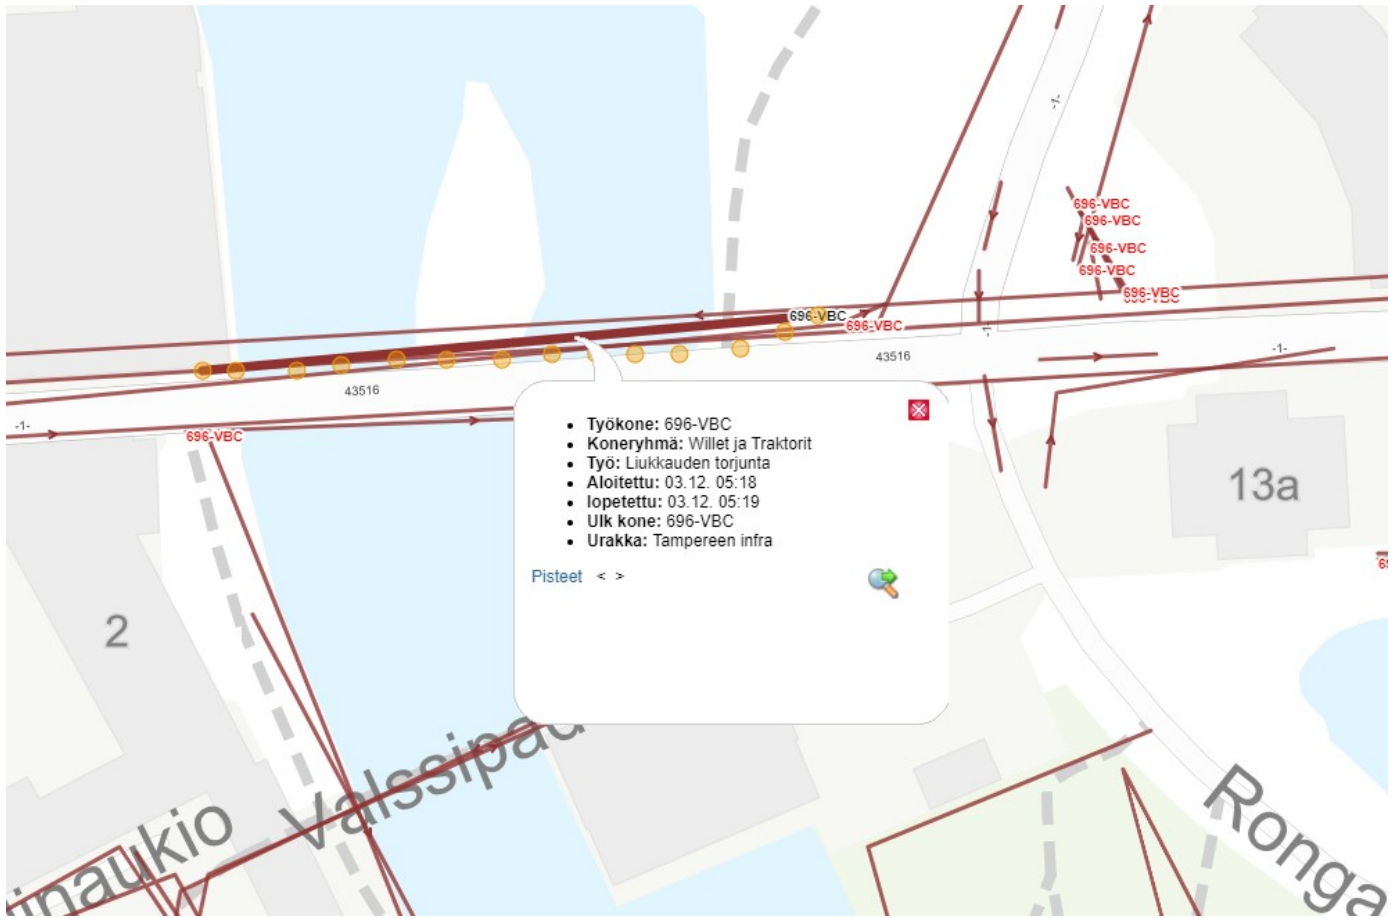 -1-
696-VBC
696-VBC
696-VBC
696-VBC
696-VBC
696-VBC
696-VBC
43516
-1-
43516
-1-
-1-
696-VBC
Työkone: 696-VBC
Koneryhmä: Willet ja Traktorit
Työ: Liukkauden torjunta
Aloitettu: 03.12. 05:18
lopetettu: 03.12. 05:19
Ulk kone: 696-VBC
Urakka: Tampereen infra
Pisteet < >
13a
2
Valssipad
inaukio
Ronga